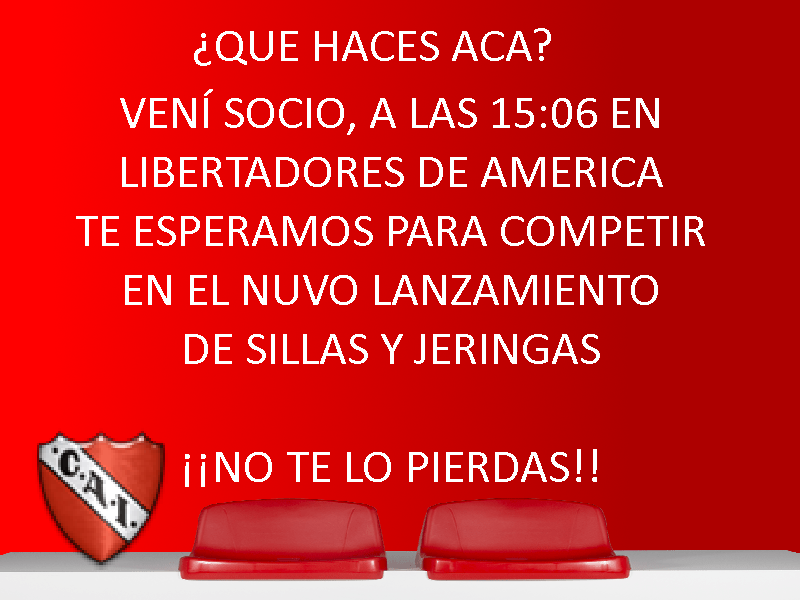 ¿QUE HACES ACA?
VENÍ SOCIO, A LAS 15:06 EN
LIBERTADORES DE AMERICA
TE ESPERAMOS PARA COMPETIR
EN EL NUVO LANZAMIENTO
DE SILLAS Y JERINGAS
¡¡NO TE LO PIERDAS!!
·C.A.I.